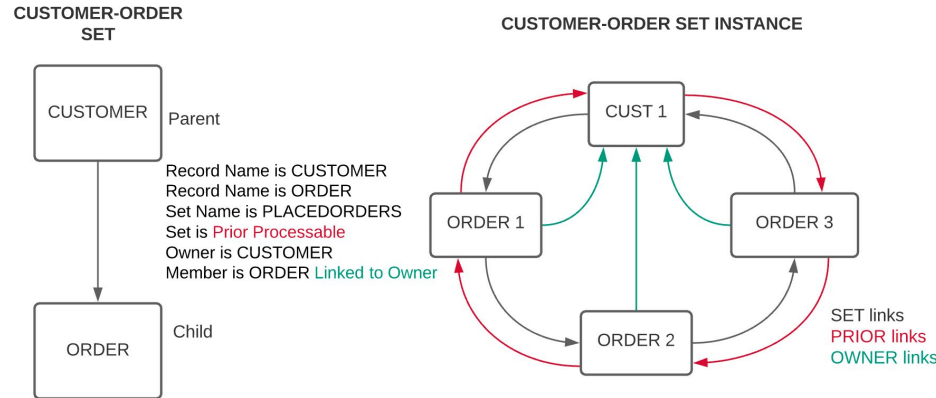 CUSTOMER-ORDER
SET
CUSTOMER
Parent
Record Name is CUSTOMER
Record Name is ORDER
Set Name is PLACEDORDERS
Set is Prior Processable
Owner is CUSTOMER
Member is ORDER Linked to Owner
ORDER
Child
CUSTOMER-ORDER SET INSTANCE
CUST 1
ORDER 1
ORDER 3
ORDER 2
SET links
PRIOR links
OWNER links